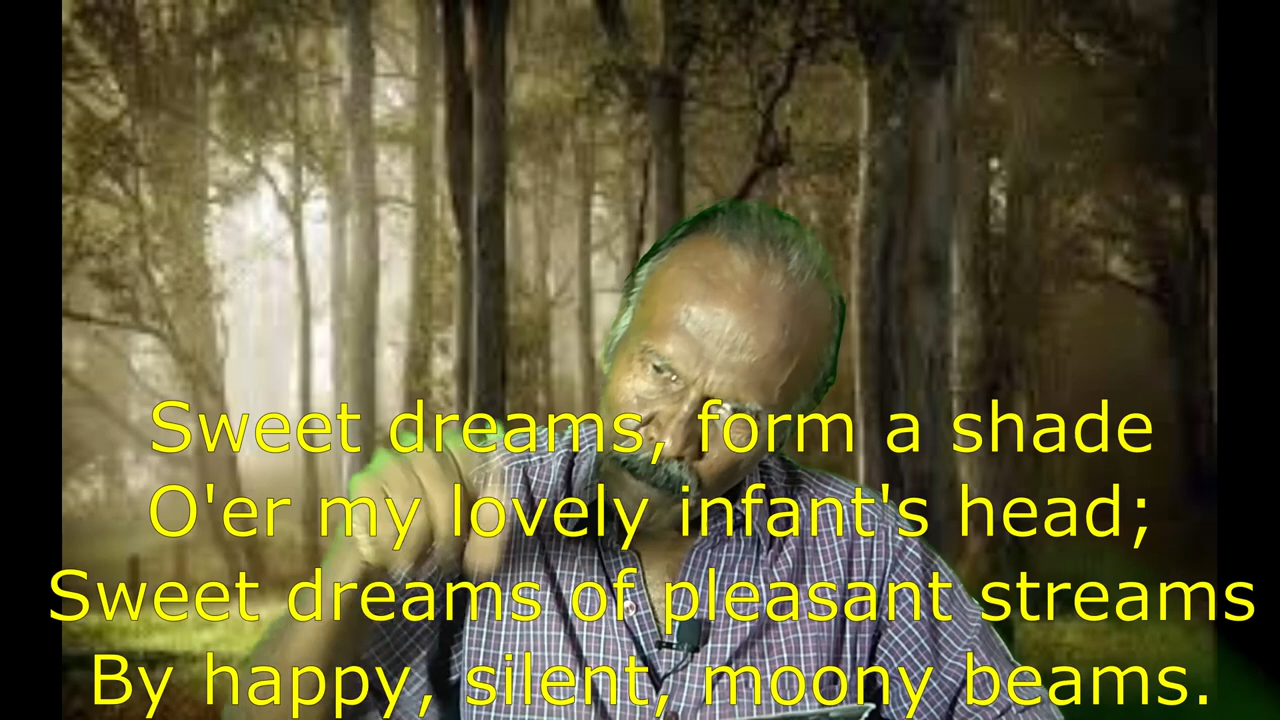 Sweet dreams, form a shade
O'er my lovely infant's head;
Sweet dreams of pleasant streams
By happy, silent, moony beams.